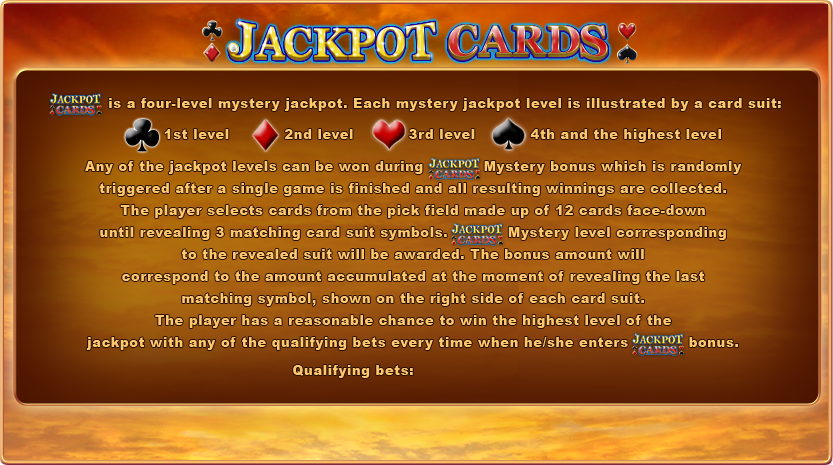 JACKPOT CARDS
JACKPOT CARDS is a four-level mystery jackpot. Each mystery jackpot level is illustrated by a card suit:
1st level 2nd level 3rd level 4th and the highest level
Any of the jackpot levels can be won during JACKPOT CARDS Mystery bonus which is randomly
triggered after a single game is finished and all resulting winnings are collected.
The player selects cards from the pick field made up of 12 cards face-down
until revealing 3 matching card suit symbols. JACKPOT CARDS Mystery level corresponding
to the revealed suit will be awarded. The bonus amount will
correspond to the amount accumulated at the moment of revealing the last
matching symbol, shown on the right side of each card suit.
The player has a reasonable chance to win the highest level of the
jackpot with any of the qualifying bets every time when he/she enters JACKPOT CARDS bonus.
Qualifying bets: